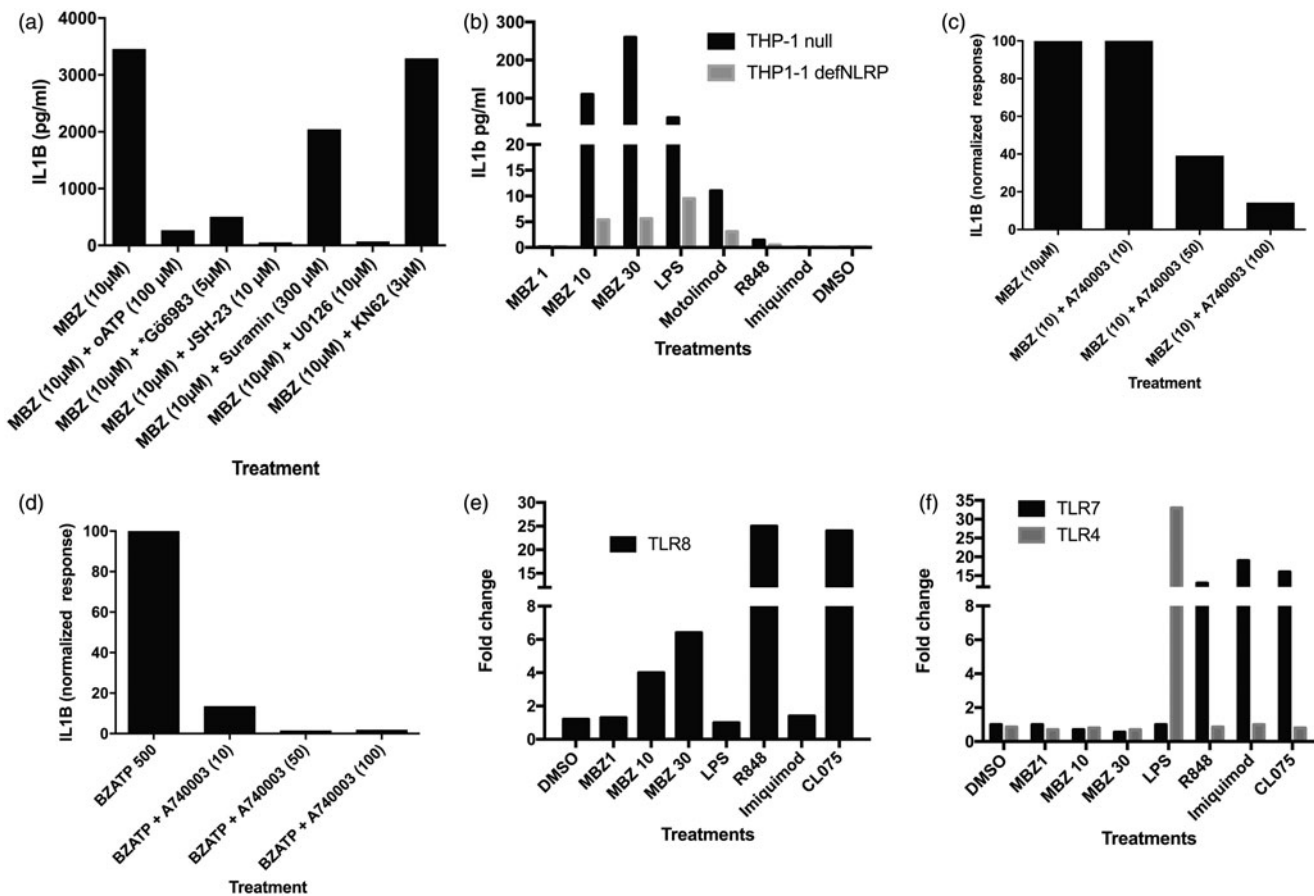 (a)
IL1B (pg/ml)
4000
3000
2000
1000
0
MBZ (10μM)
MBZ (10μM) + oATP (100 μM)
MBZ (10μM) + *Gö6983 (5μM)
MBZ (10μM) + JSH-23 (10 μM)
MBZ (10μM) + Suramin (300 μM)
MBZ (10μM) + U0126 (10μM)
MBZ (10μM) + KN62 (3μM)
Treatment
(b)
IL1b pg/ml
300
200
100
20
15
10
5
0
THP-1 null
THP1-1 defNLRP
MBZ 1
MBZ 10
MBZ 30
LPS
Motolimod
R848
Imiquimod
DMSO
Treatments
(c)
IL1B (normalized response)
100
80
60
40
20
0
MBZ (10μM)
MBZ (10) + A740003 (10)
MBZ (10) + A740003 (50)
MBZ (10) + A740003 (100)
Treatment
(d)
IL1B (normalized response)
100
80
60
40
20
0
BZATP 500
BZATP + A740003 (10)
BZATP + A740003 (50)
BZATP + A740003 (100)
Treatment
(e)
Fold change
30
25
20
15
8
6
4
2
0
TLR8
DMSO
MBZ1
MBZ 10
MBZ 30
LPS
R848
Imiquimod
CL075
Treatments
(f)
Fold change
35
30
25
20
15
8
6
4
2
0
TLR7
TLR4
DMSO
MBZ1
MBZ 10
MBZ 30
LPS
R848
Imiquimod
CL075
Treatments